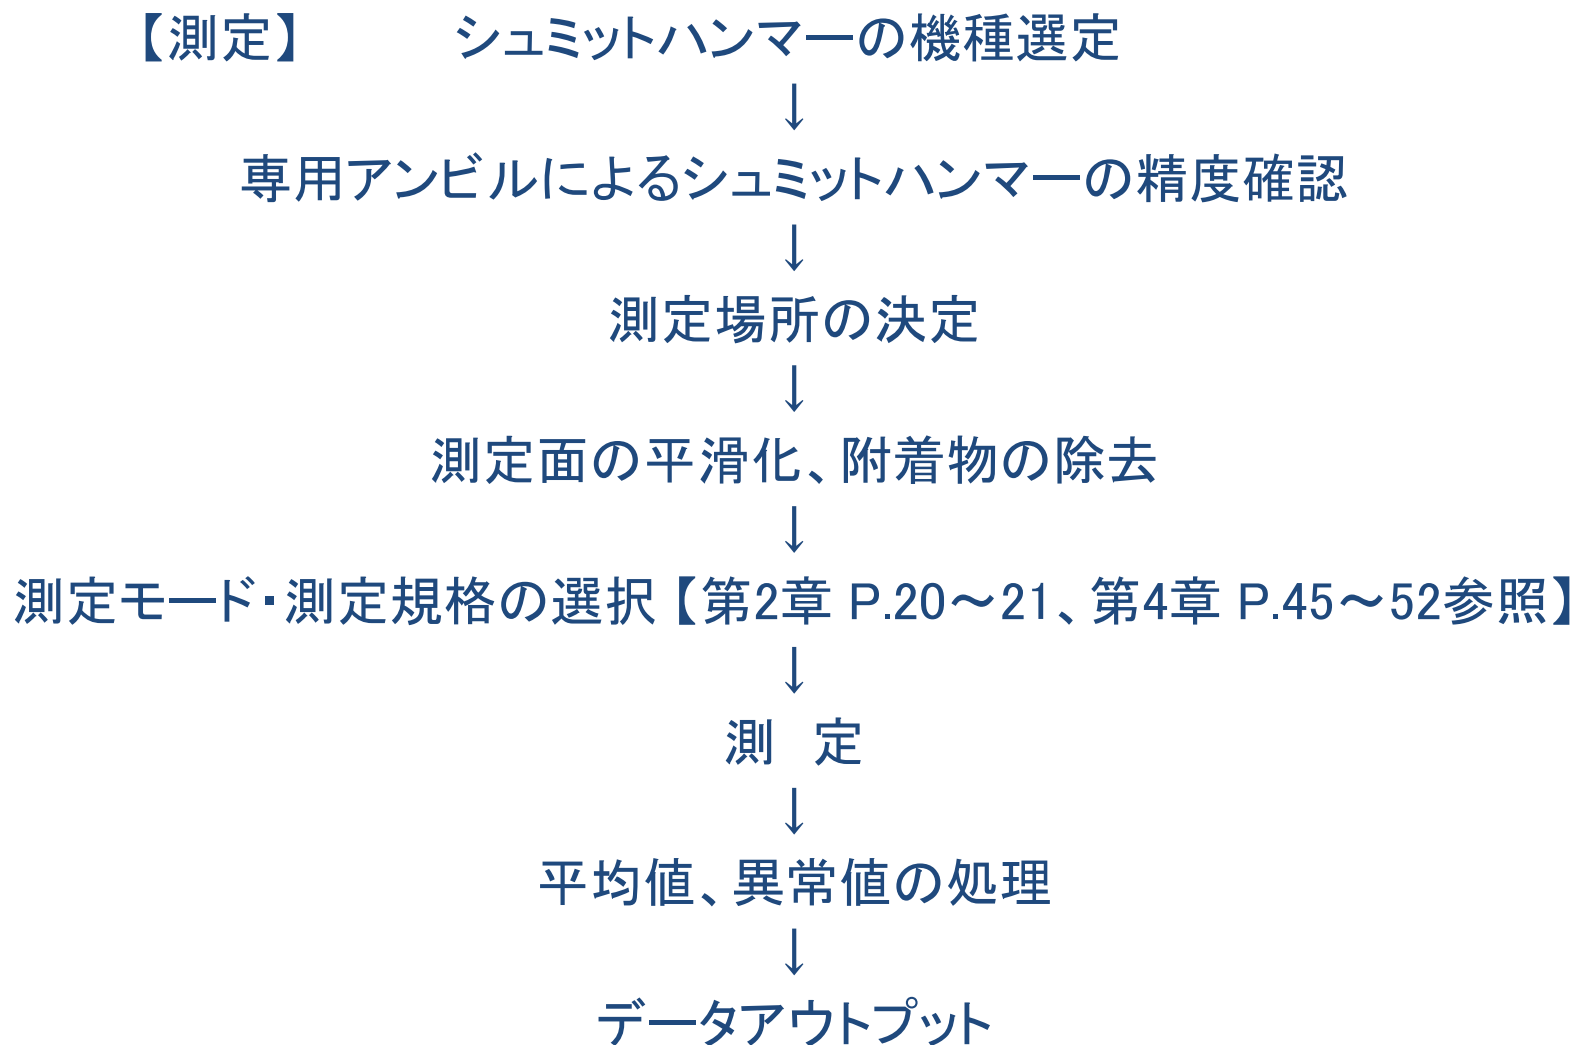 【測定】　　　シュミットハンマーの機種選定
↓
専用アンビルによるシュミットハンマーの精度確認
↓
測定場所の決定
↓
測定面の平滑化、附着物の除去
↓
測定モード・測定規格の選択【第2章 P.20～21、第4章 P.45～52参照】
↓
測　定
↓
平均値、異常値の処理
↓
データアウトプット